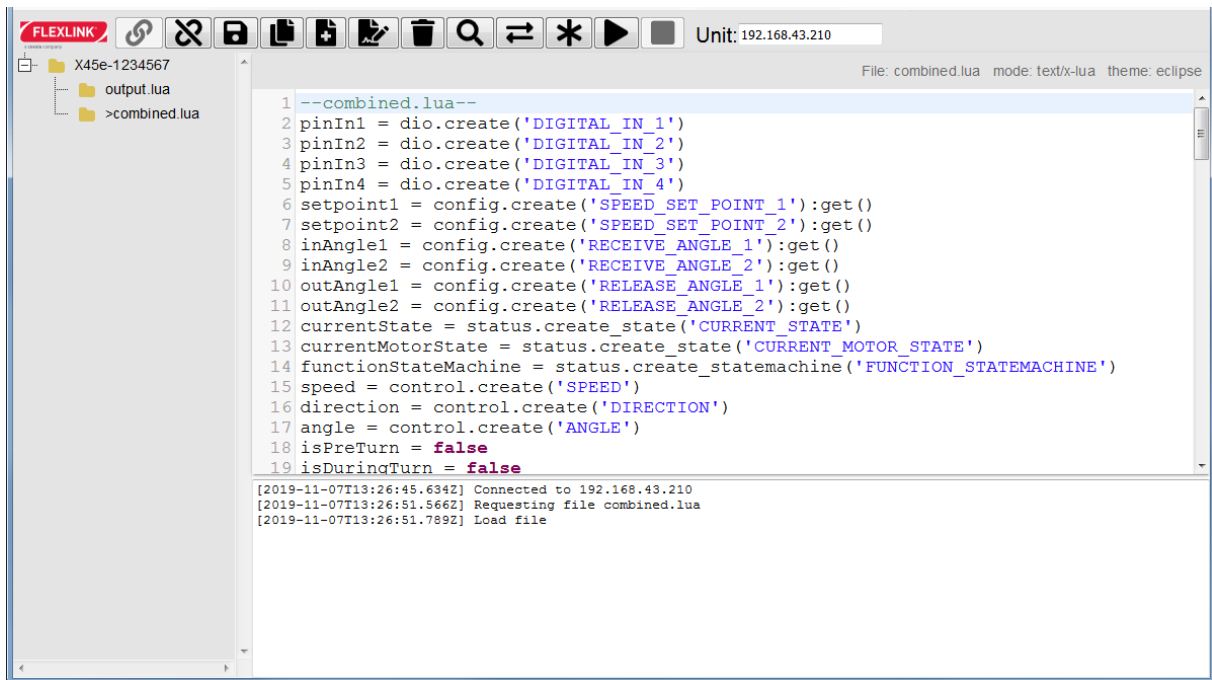 FLEXLINK
Unit: 192.168.43.210
X45e-1234567
output.lua
>combined.lua
File: combined.lua mode: text/x-lua theme: eclipse
1 --combined.lua--
2 pinIn1 = dio.create('DIGITAL_IN_1')
3 pinIn2 = dio.create('DIGITAL_IN_2')
4 pinIn3 = dio.create('DIGITAL_IN_3')
5 pinIn4 = dio.create('DIGITAL_IN_4')
6 setpoint1 = config.create('SPEED_SET_POINT_1'):get()
7 setpoint2 = config.create('SPEED_SET_POINT_2'):get()
8 inAngle1 = config.create('RECEIVE_ANGLE_1'):get()
9 inAngle2 = config.create('RECEIVE_ANGLE_2'):get()
10 outAngle1 = config.create('RELEASE_ANGLE_1'):get()
11 outAngle2 = config.create('RELEASE_ANGLE_2'):get()
12 currentState = status.create_state('CURRENT_STATE')
13 currentMotorState = status.create_state('CURRENT_MOTOR_STATE')
14 functionStateMachine = status.create_statemachine('FUNCTION_STATEMACHINE')
15 speed = control.create('SPEED')
16 direction = control.create('DIRECTION')
17 angle = control.create('ANGLE')
18 isPreTurn = false
19 isDuringTurn = false
[2019-11-07T13:26:45.634Z] Connected to 192.168.43.210
[2019-11-07T13:26:51.566Z] Requesting file combined.lua
[2019-11-07T13:26:51.789Z] Load file